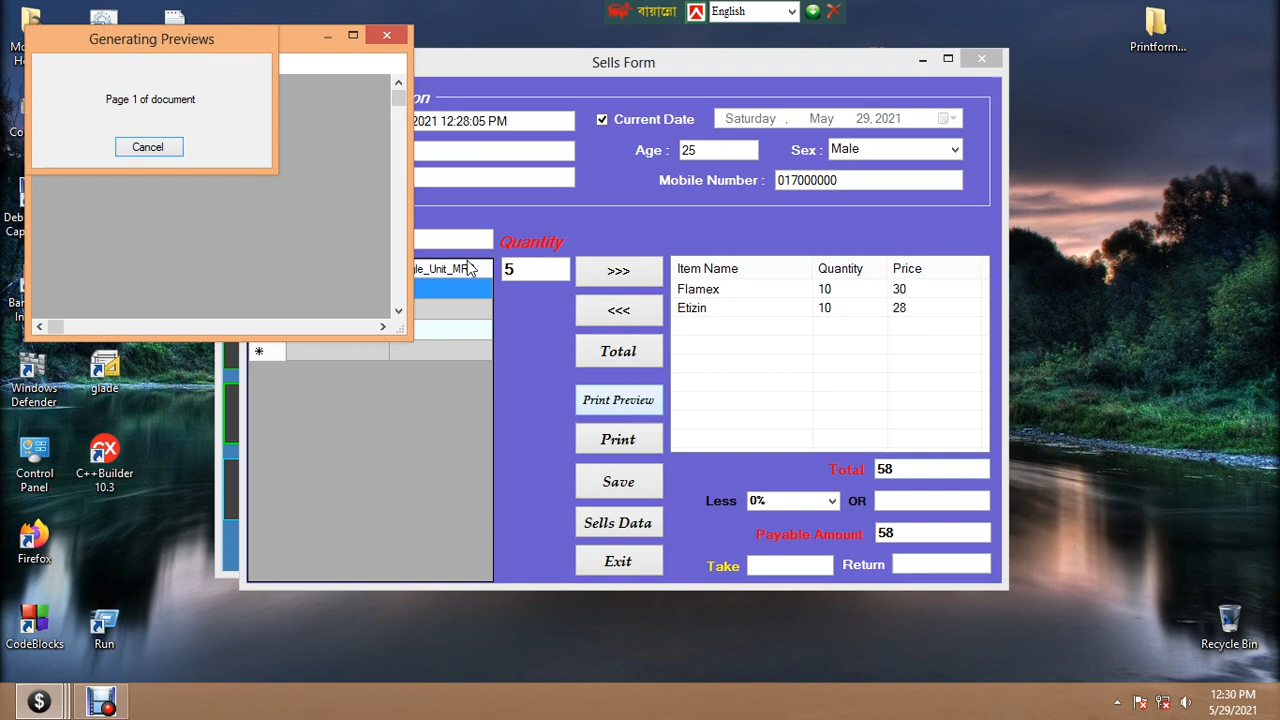 বায়ান্নো
English
Generating Previews
Page 1 of document
Cancel
Sells Form
on
2021 12:28:05 PM
Current Date
Saturday , May 29, 2021
Age :
25
Sex :
Male
Mobile Number :
017000000
Quantity
5
>>>
<<<
Total
Print Preview
Print
Save
Sells Data
Exit
Item Name Quantity Price
Flamex 10 30
Etizin 10 28
Total
58
Less
0%
OR
Payable Amount
58
Take
Return
Printform...
Windows Defender
glade
Control Panel
C++Builder 10.3
Firefox
CodeBlocks
Run
Recycle Bin
12:30 PM
5/29/2021